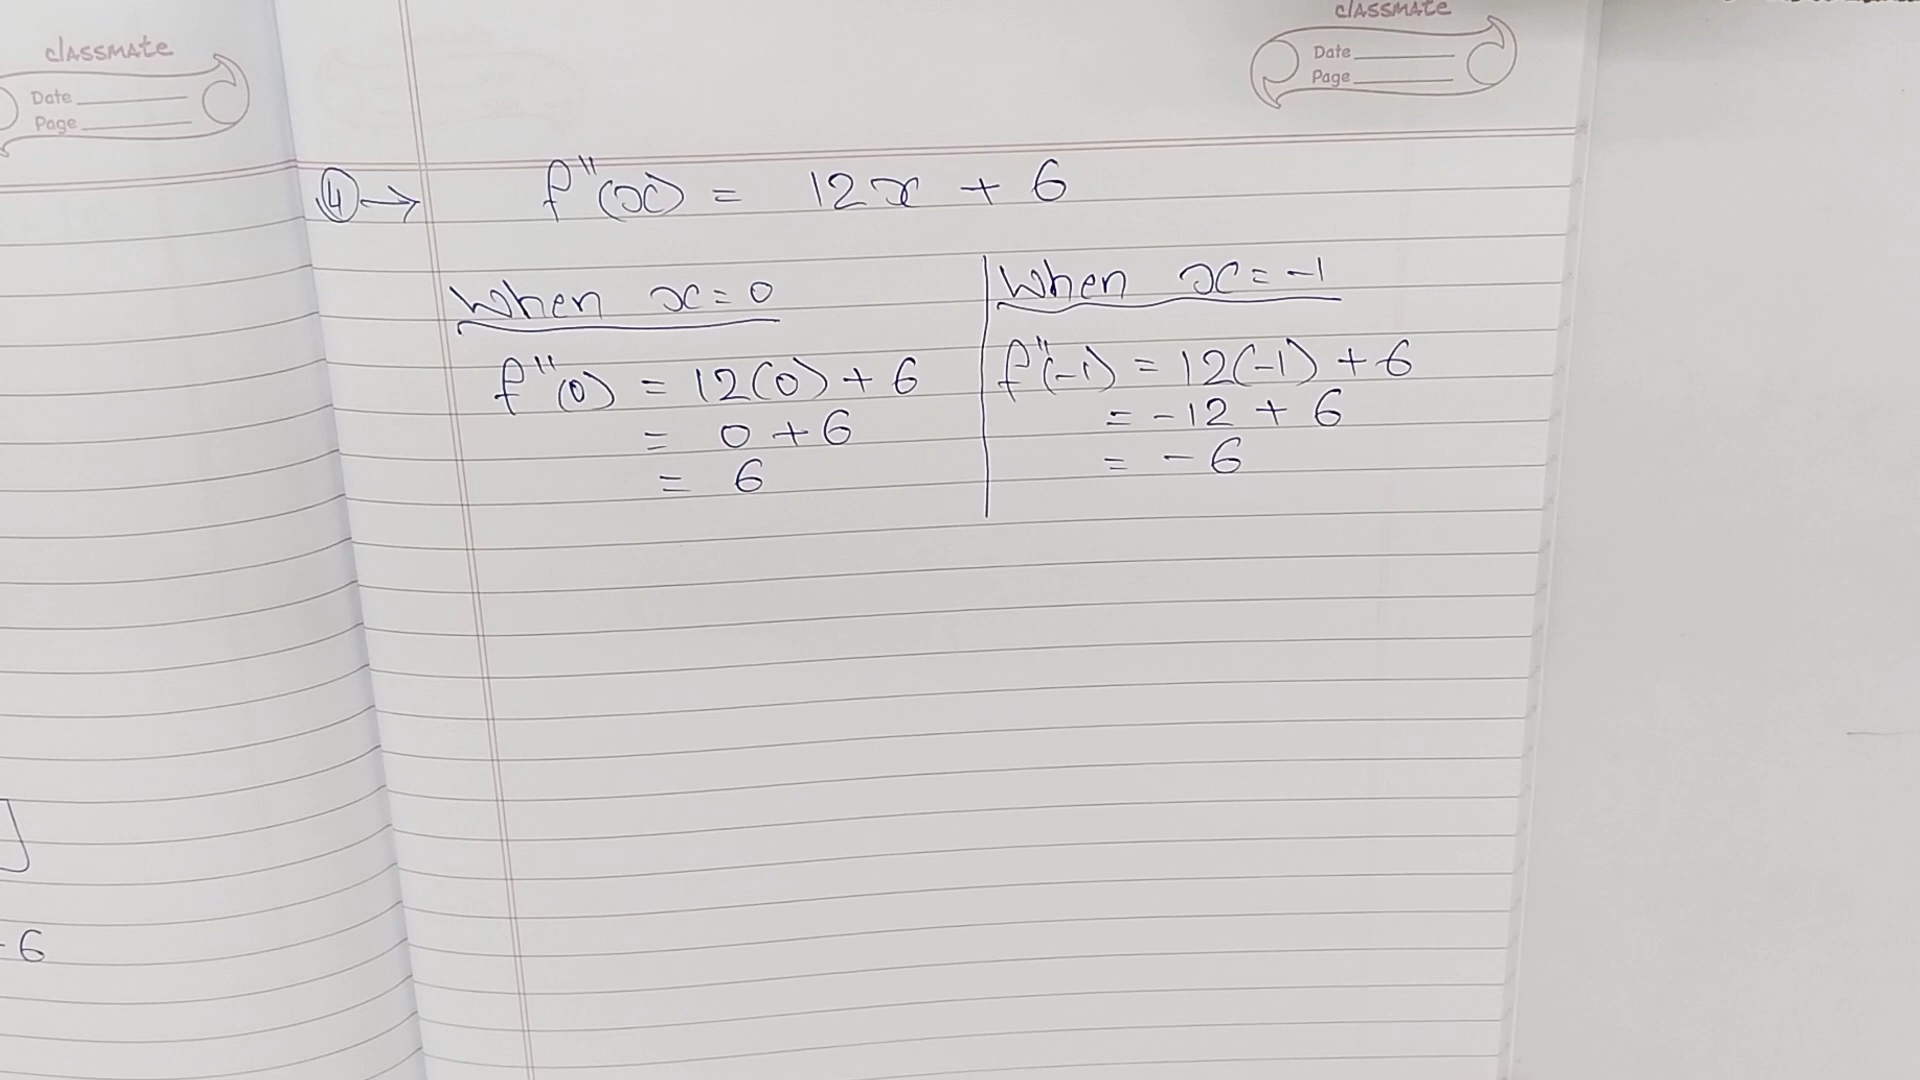 classmate
Date
Page
classmate
Date
Page
④→ f''(x) = 12x + 6
When x=0
f''(0) = 12(0) + 6
= 0 + 6
= 6
When x=-1
f''(-1) = 12(-1) + 6
= -12 + 6
= -6
-6